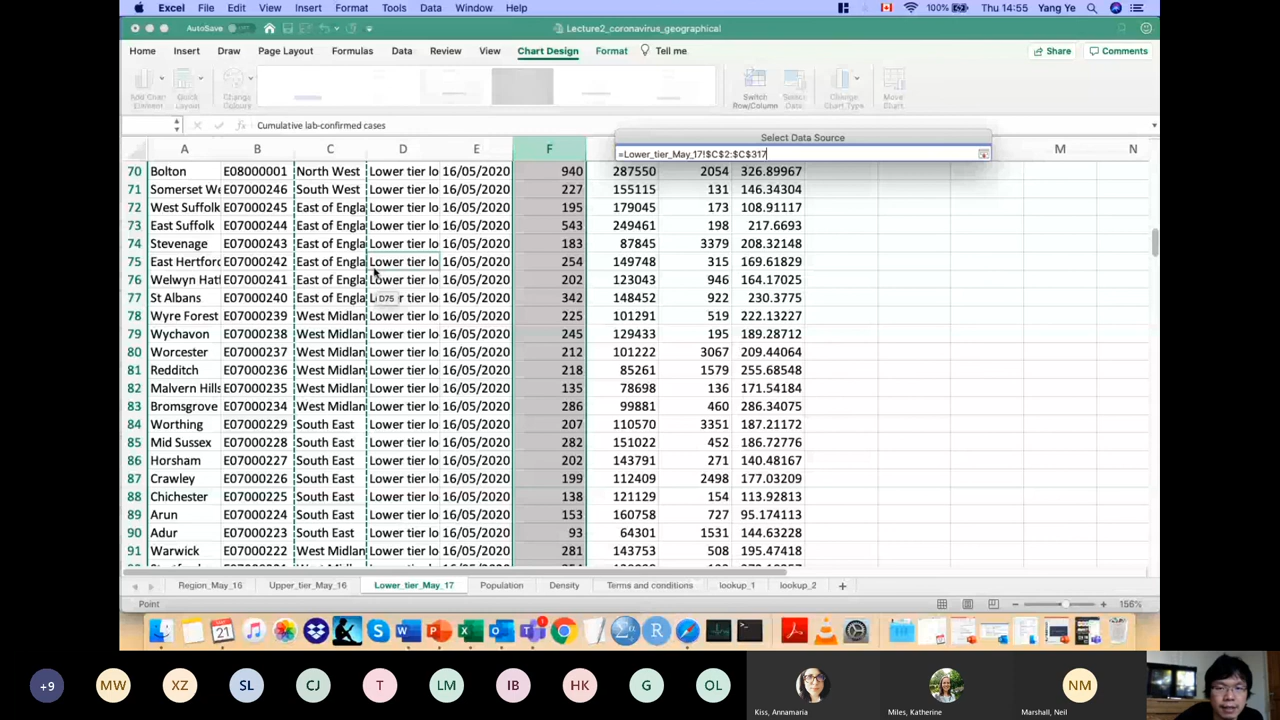 Excel File Edit View Insert Format Tools Data Window Help 100% Thu 14:55 Yang Ye
AutoSave Lecture2_coronavirus_geographical
Home Insert Draw Page Layout Formulas Data Review View Chart Design Format Tell me Share Comments
Add Chart Element Quick Layout Change Colours Switch Row/Column Select Data Change Chart Type Move Chart
fx Cumulative lab-confirmed cases
Select Data Source
=Lower_tier_May_17!$C$2:$C$317
A B C D E F M N
70 Bolton E08000001 North West Lower tier lo 16/05/2020 940 287550 2054 326.89967
71 Somerset We E07000246 South West Lower tier lo 16/05/2020 227 155115 131 146.34304
72 West Suffolk E07000245 East of Engla Lower tier lo 16/05/2020 195 179045 173 108.91117
73 East Suffolk E07000244 East of Engla Lower tier lo 16/05/2020 543 249461 198 217.6693
74 Stevenage E07000243 East of Engla Lower tier lo 16/05/2020 183 87845 3379 208.32148
75 East Hertford E07000242 East of Engla Lower tier lo 16/05/2020 254 149748 315 169.61829
76 Welwyn Hatf E07000241 East of Engla Lower tier lo 16/05/2020 202 123043 946 164.17025
77 St Albans E07000240 East of Engla Lower tier lo 16/05/2020 342 148452 922 230.3775
D75
78 Wyre Forest E07000239 West Midlan Lower tier lo 16/05/2020 225 101291 519 222.13227
79 Wychavon E07000238 West Midlan Lower tier lo 16/05/2020 245 129433 195 189.28712
80 Worcester E07000237 West Midlan Lower tier lo 16/05/2020 212 101222 3067 209.44064
81 Redditch E07000236 West Midlan Lower tier lo 16/05/2020 218 85261 1579 255.68548
82 Malvern Hills E07000235 West Midlan Lower tier lo 16/05/2020 135 78698 136 171.54184
83 Bromsgrove E07000234 West Midlan Lower tier lo 16/05/2020 286 99881 460 286.34075
84 Worthing E07000229 South East Lower tier lo 16/05/2020 207 110570 3351 187.21172
85 Mid Sussex E07000228 South East Lower tier lo 16/05/2020 282 151022 452 186.72776
86 Horsham E07000227 South East Lower tier lo 16/05/2020 202 143791 271 140.48167
87 Crawley E07000226 South East Lower tier lo 16/05/2020 199 112409 2498 177.03209
88 Chichester E07000225 South East Lower tier lo 16/05/2020 138 121129 154 113.92813
89 Arun E07000224 South East Lower tier lo 16/05/2020 153 160758 727 95.174113
90 Adur E07000223 South East Lower tier lo 16/05/2020 93 64301 1531 144.63228
91 Warwick E07000222 West Midlan Lower tier lo 16/05/2020 281 143753 508 195.47418
Region_May_16 Upper_tier_May_16 Lower_tier_May_17 Population Density Terms and conditions lookup_1 lookup_2
Point 156%
21
+9 MW XZ SL CJ T LM IB HK G OL NM
Kiss, Annamaria Miles, Katherine Marshall, Neil